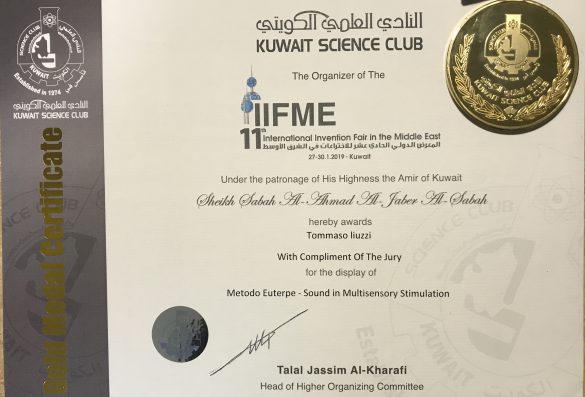 SCIENCE CLUB
KUWAIT
Established in 1974
النادي العلمي الكويتي
KUWAIT SCIENCE CLUB
Gold Medal Certificate
النادي العلمي الكويتي
KUWAIT SCIENCE CLUB
The Organizer of The
IIFME
11th International Invention Fair in the Middle East
المعرض الدولي الحادي عشر للاختراعات في الشرق الأوسط
27-30.1.2019 - Kuwait
Under the patronage of His Highness the Amir of Kuwait
Sheikh Sabah Al-Ahmad Al-Jaber Al-Sabah
hereby awards
Tommaso liuzzi
With Compliment Of The Jury
for the display of
Metodo Euterpe - Sound in Multisensory Stimulation
Talal Jassim Al-Kharafi
Head of Higher Organizing Committee
النادي العلمي الكويتي
KUWAIT SCIENCE CLUB
SCIENCE CLUB
KUWAIT